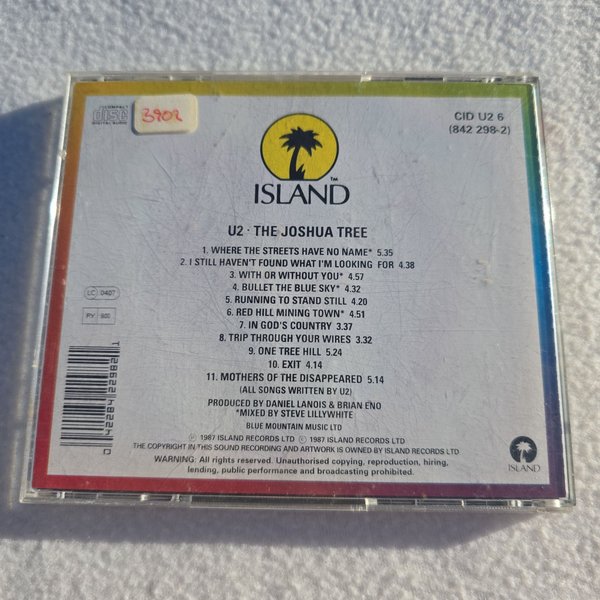 COMPACT
disc
DIGITAL AUDIO
3902
CID U2 6
(842 298-2)
TM
ISLAND
U2 · THE JOSHUA TREE
1. WHERE THE STREETS HAVE NO NAME* 5.35
2. I STILL HAVEN'T FOUND WHAT I'M LOOKING FOR 4.38
3. WITH OR WITHOUT YOU* 4.57
4. BULLET THE BLUE SKY* 4.32
5. RUNNING TO STAND STILL 4.20
6. RED HILL MINING TOWN* 4.51
7. IN GOD'S COUNTRY 3.37
8. TRIP THROUGH YOUR WIRES 3.32
9. ONE TREE HILL 5.24
10. EXIT 4.14
11. MOTHERS OF THE DISAPPEARED 5.14
(ALL SONGS WRITTEN BY U2)
PRODUCED BY DANIEL LANOIS & BRIAN ENO
*MIXED BY STEVE LILLYWHITE
BLUE MOUNTAIN MUSIC LTD
℗ 1987 ISLAND RECORDS LTD © 1987 ISLAND RECORDS LTD
THE COPYRIGHT IN THIS SOUND RECORDING AND ARTWORK IS OWNED BY ISLAND RECORDS LTD
WARNING: All rights reserved. Unauthorised copying, reproduction, hiring,
lending, public performance and broadcasting prohibited.
LC 0407
PY 900
ISLAND